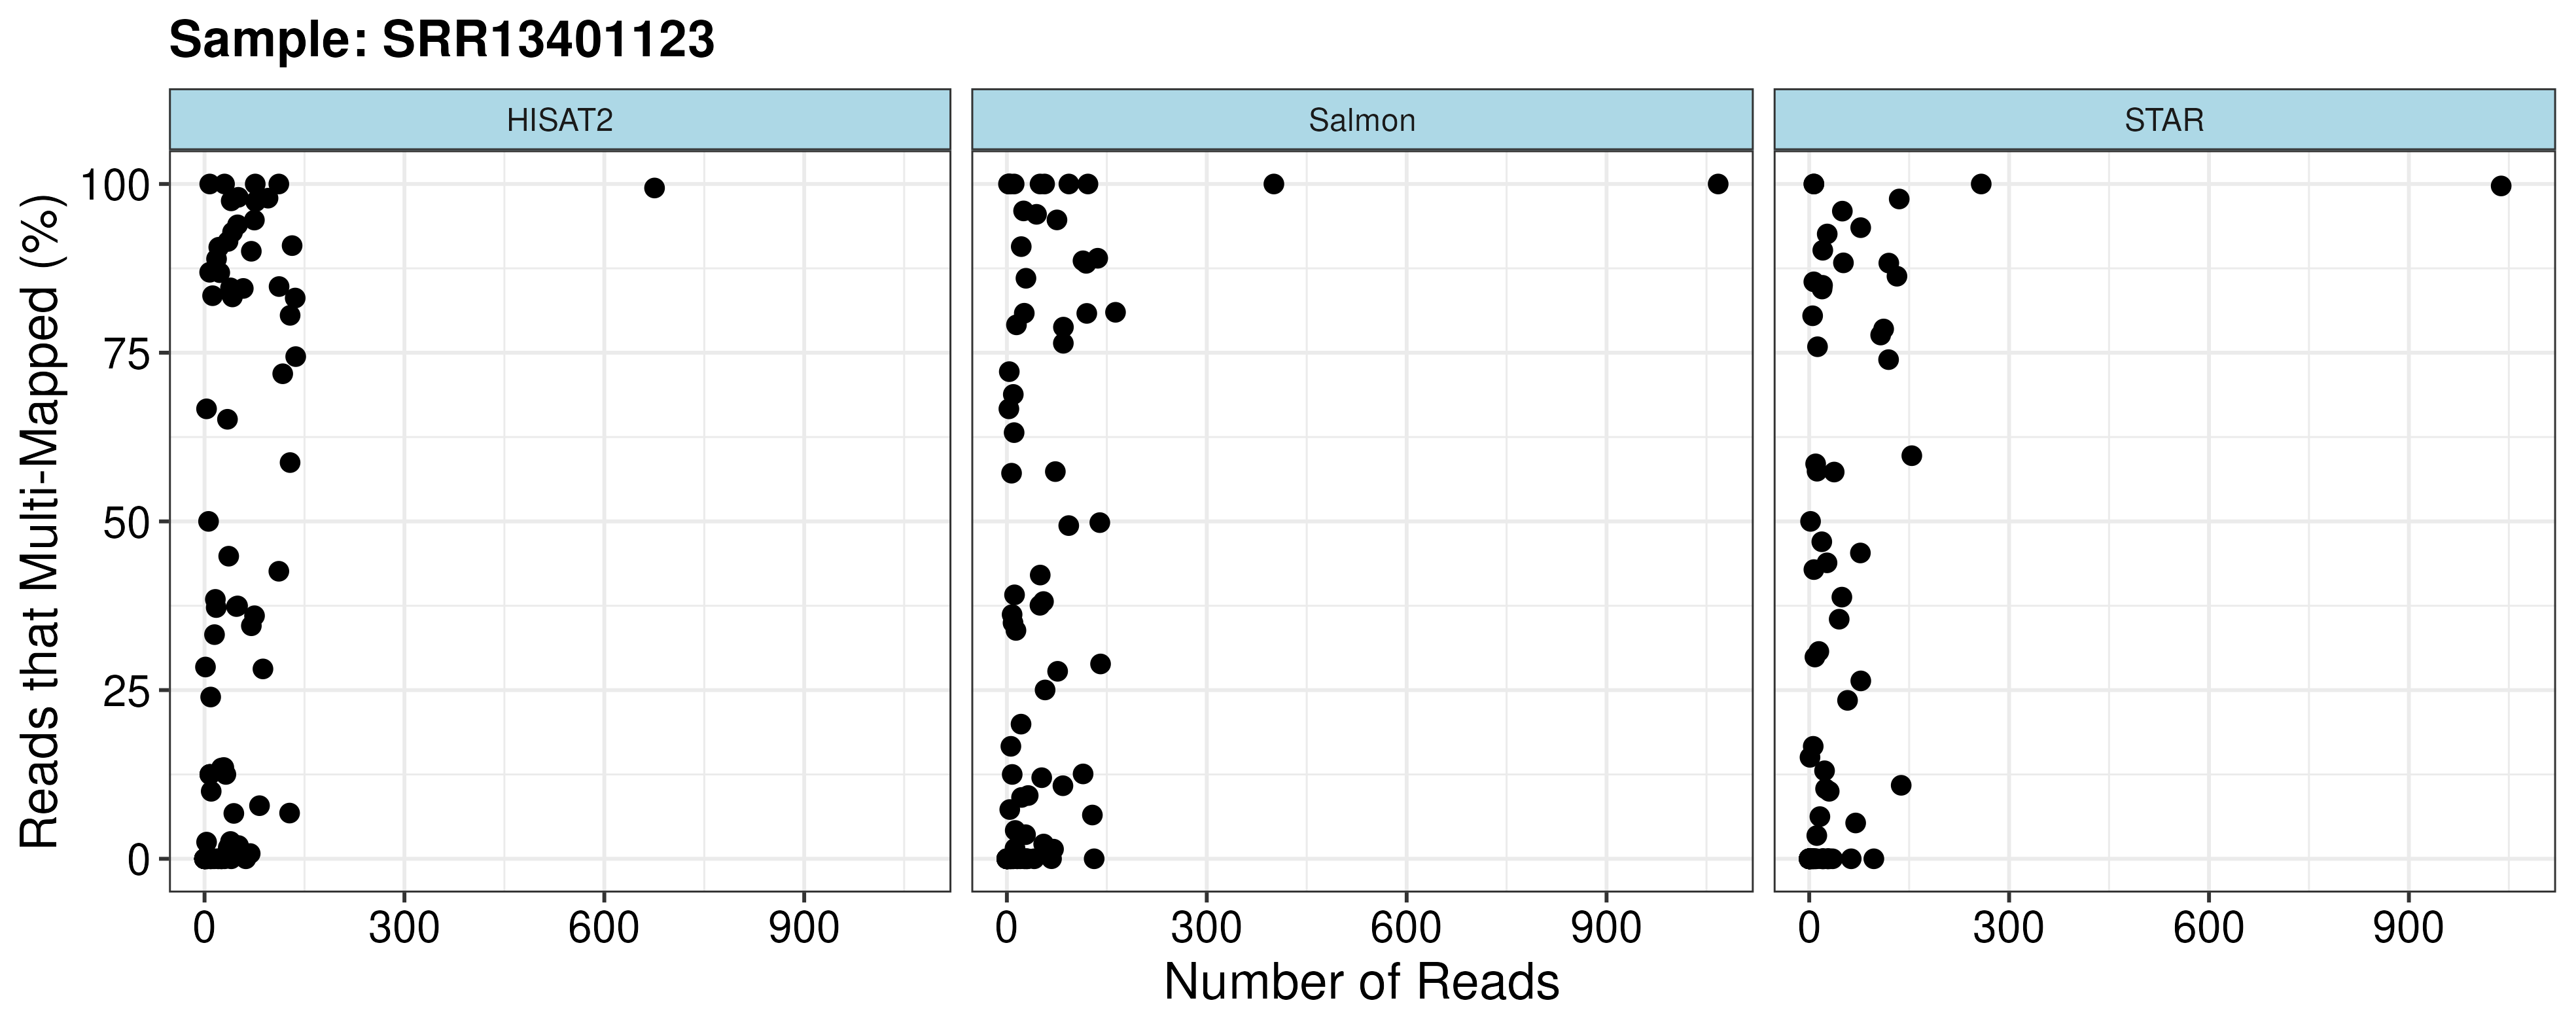 Sample: SRR13401123
HISAT2 Salmon STAR
Reads that Multi-Mapped (%)
100
75
50
25
0
0 300 600 900 0 300 600 900 0 300 600 900
Number of Reads